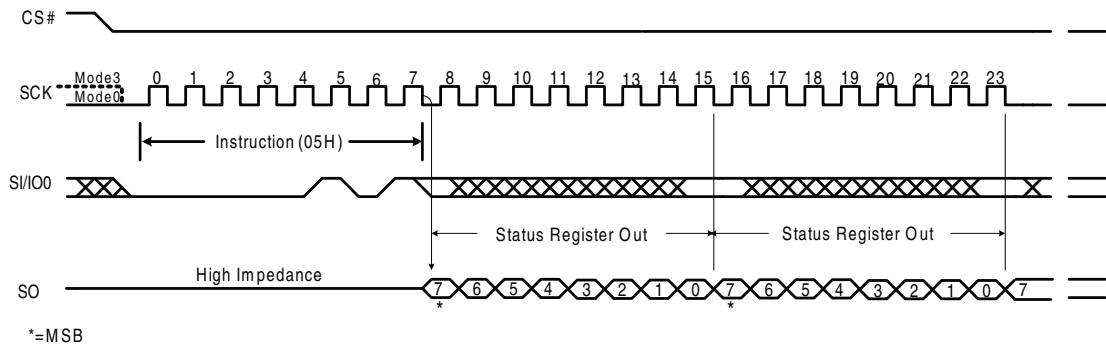 CS#
Mode3
SCK
Mode0
0 1 2 3 4 5 6 7 8 9 10 11 12 13 14 15 16 17 18 19 20 21 22 23
Instruction (05H)
SI/IO0
Status Register Out
Status Register Out
High Impedance
SO
7 6 5 4 3 2 1 0 7 6 5 4 3 2 1 0 7
* *
*=MSB